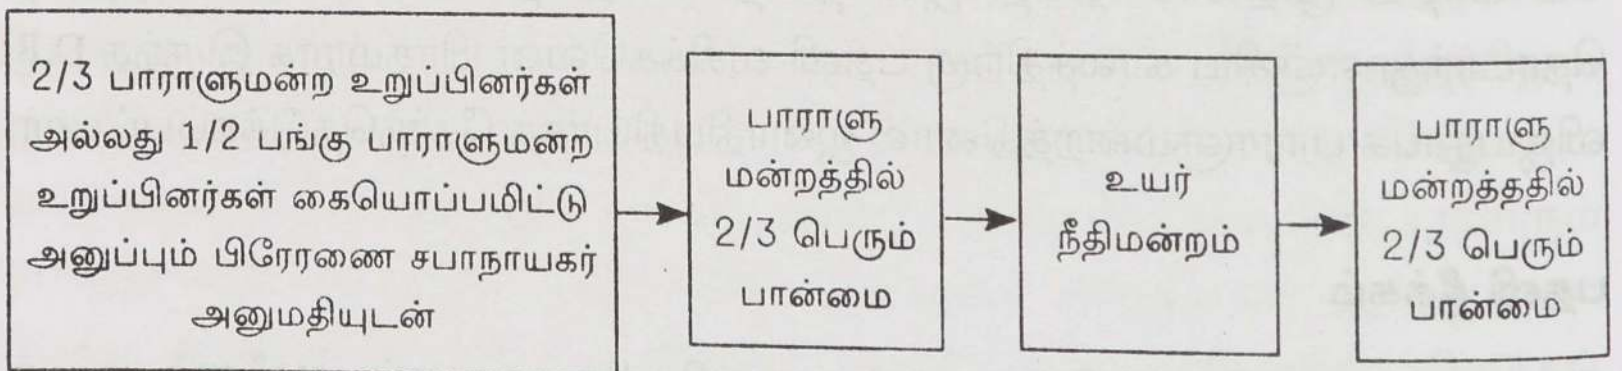 2/3 பாராளுமன்ற உறுப்பினர்கள்
அல்லது 1/2 பங்கு பாராளுமன்ற
உறுப்பினர்கள் கையொப்பமிட்டு
அனுப்பும் பிரேரணை சபாநாயகர்
அனுமதியுடன்
பாராளு
மன்றத்தில்
2/3 பெரும்
பான்மை
உயர்
நீதிமன்றம்
பாராளு
மன்றத்ததில்
2/3 பெரும்
பான்மை